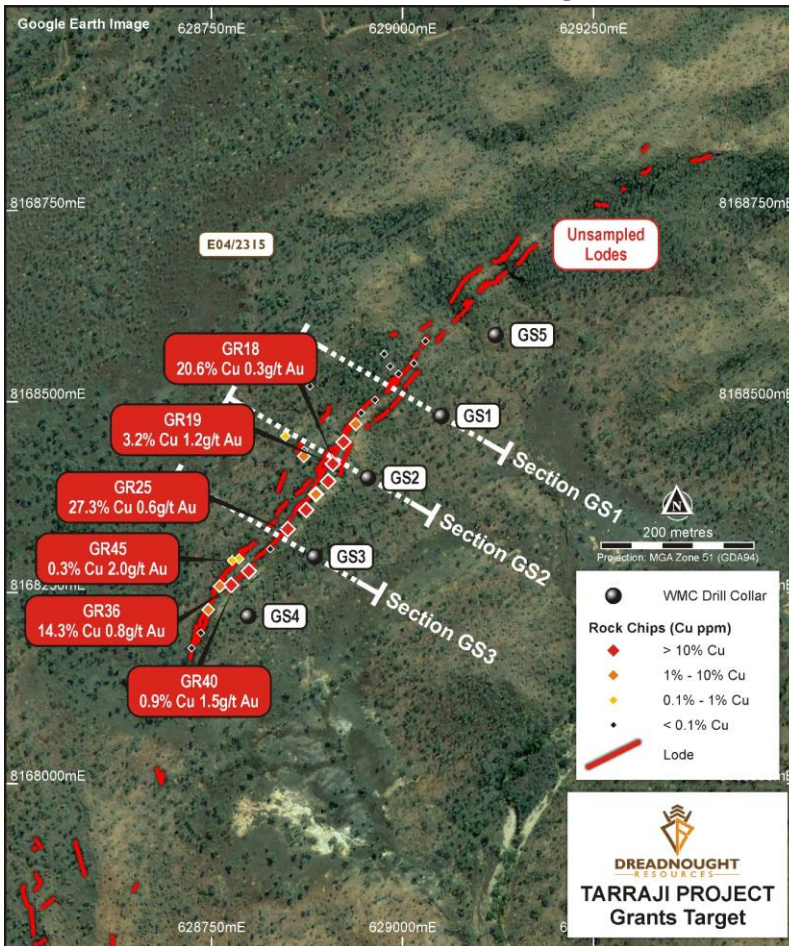 Google Earth Image
628750mE
629000mE
629250mE
8168750mE
8168750mE
E04/2315
Unsampled
Lodes
GS5
GR18
20.6% Cu 0.3g/t Au
8168500mE
8168500mE
GS1
GR19
3.2% Cu 1.2g/t Au
Section GS1
GS2
GR25
27.3% Cu 0.6g/t Au
Section GS2
N
200 metres
Projection: MGA Zone 51 (GDA94)
GR45
0.3% Cu 2.0g/t Au
GS3
8168250mE
Section GS3
GR36
14.3% Cu 0.8g/t Au
GS4
GR40
0.9% Cu 1.5g/t Au
WMC Drill Collar
Rock Chips (Cu ppm)
> 10% Cu
1% - 10% Cu
0.1% - 1% Cu
< 0.1% Cu
Lode
8168000mE
8168000mE
DREADNOUGHT
RESOURCES
TARRAJI PROJECT
Grants Target
628750mE
629000mE